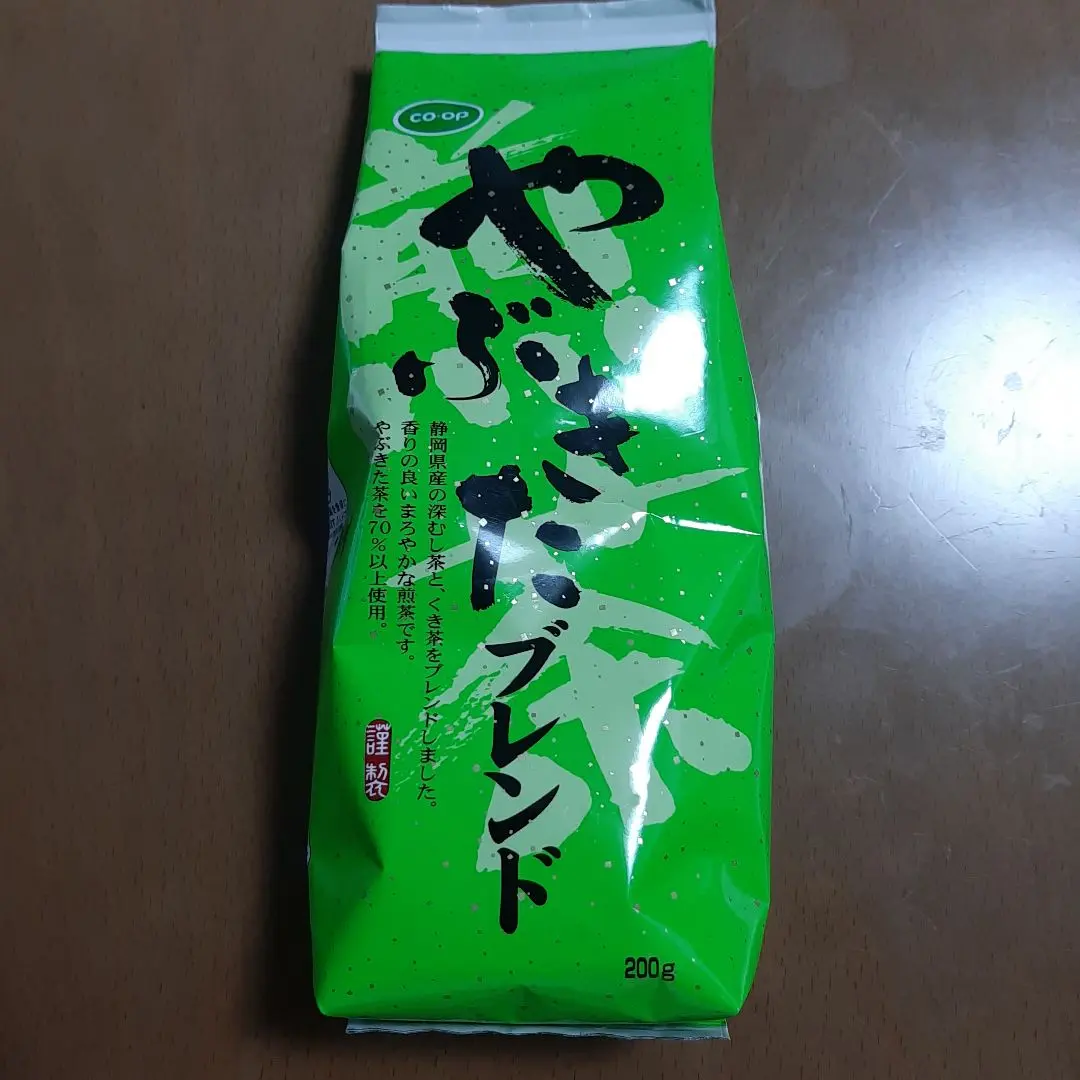 CO·OP
やぶきた
ブレンド
静岡県産の深むし茶と、くき茶をブレンドしました。
香りの良いまろやかな煎茶です。
やぶきた茶を70%以上使用。
謹製
200g